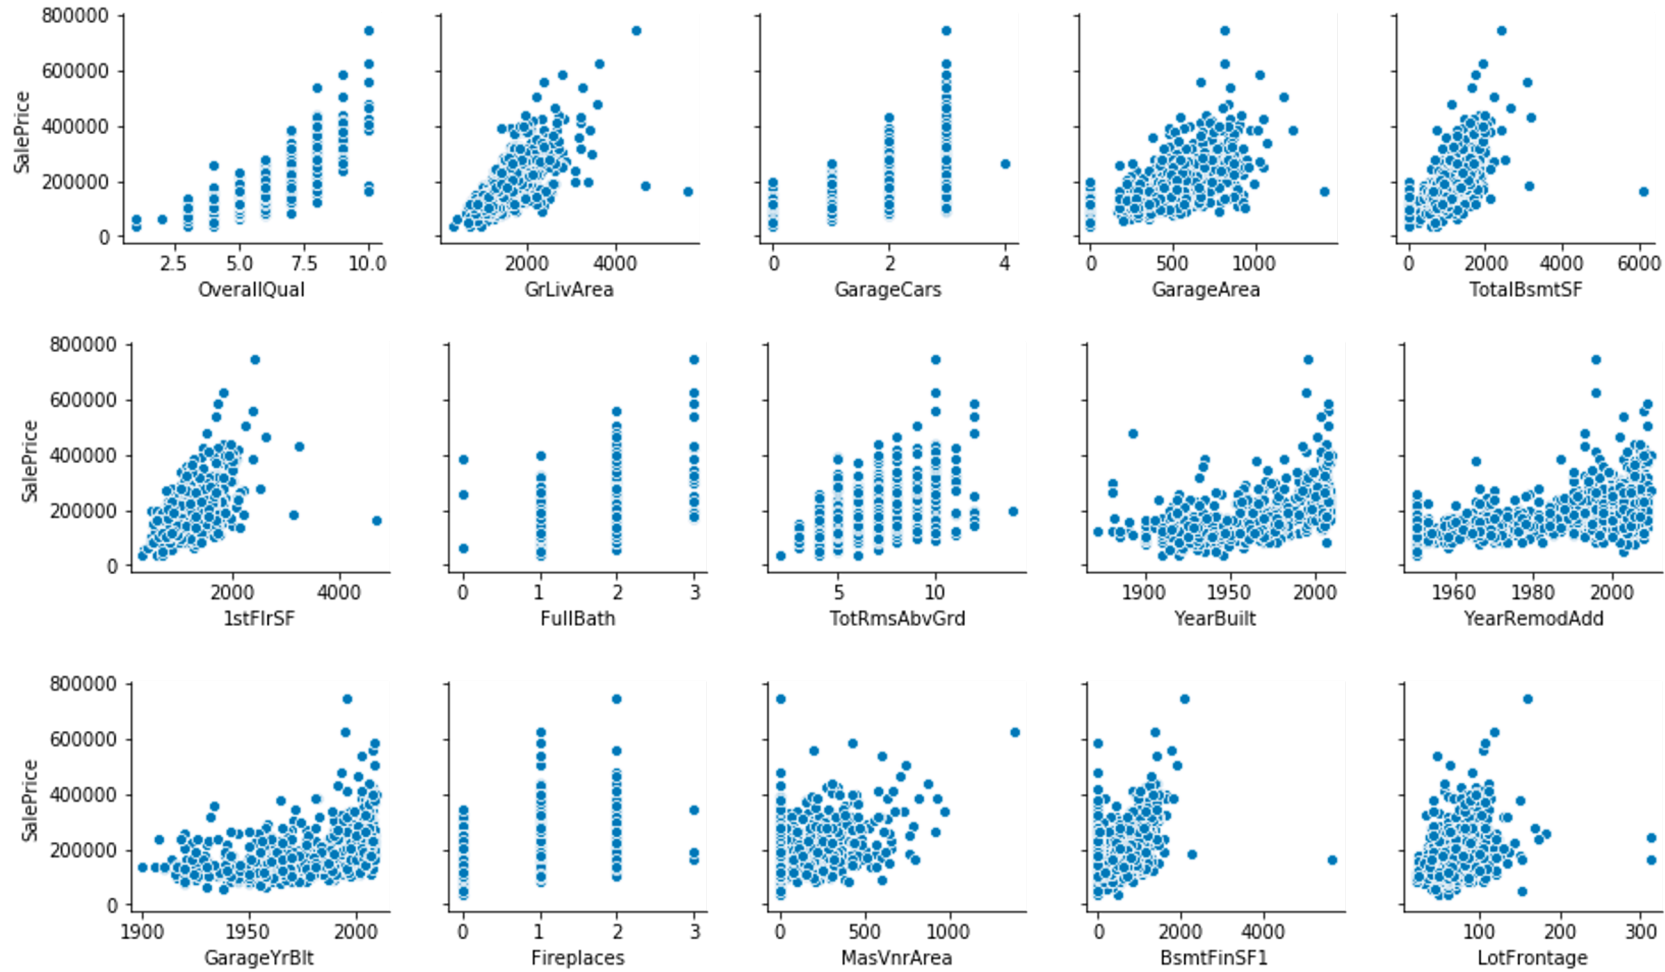 800000
600000
400000
200000
0
SalePrice
2.5 5.0 7.5 10.0
OverallQual
2000 4000
GrLivArea
0 2 4
GarageCars
0 500 1000
GarageArea
0 2000 4000 6000
TotalBsmtSF
800000
600000
400000
200000
0
SalePrice
2000 4000
1stFlrSF
0 1 2 3
FullBath
5 10
TotRmsAbvGrd
1900 1950 2000
YearBuilt
1960 1980 2000
YearRemodAdd
800000
600000
400000
200000
0
SalePrice
1900 1950 2000
GarageYrBlt
0 1 2 3
Fireplaces
0 500 1000
MasVnrArea
0 2000 4000
BsmtFinSF1
100 200 300
LotFrontage